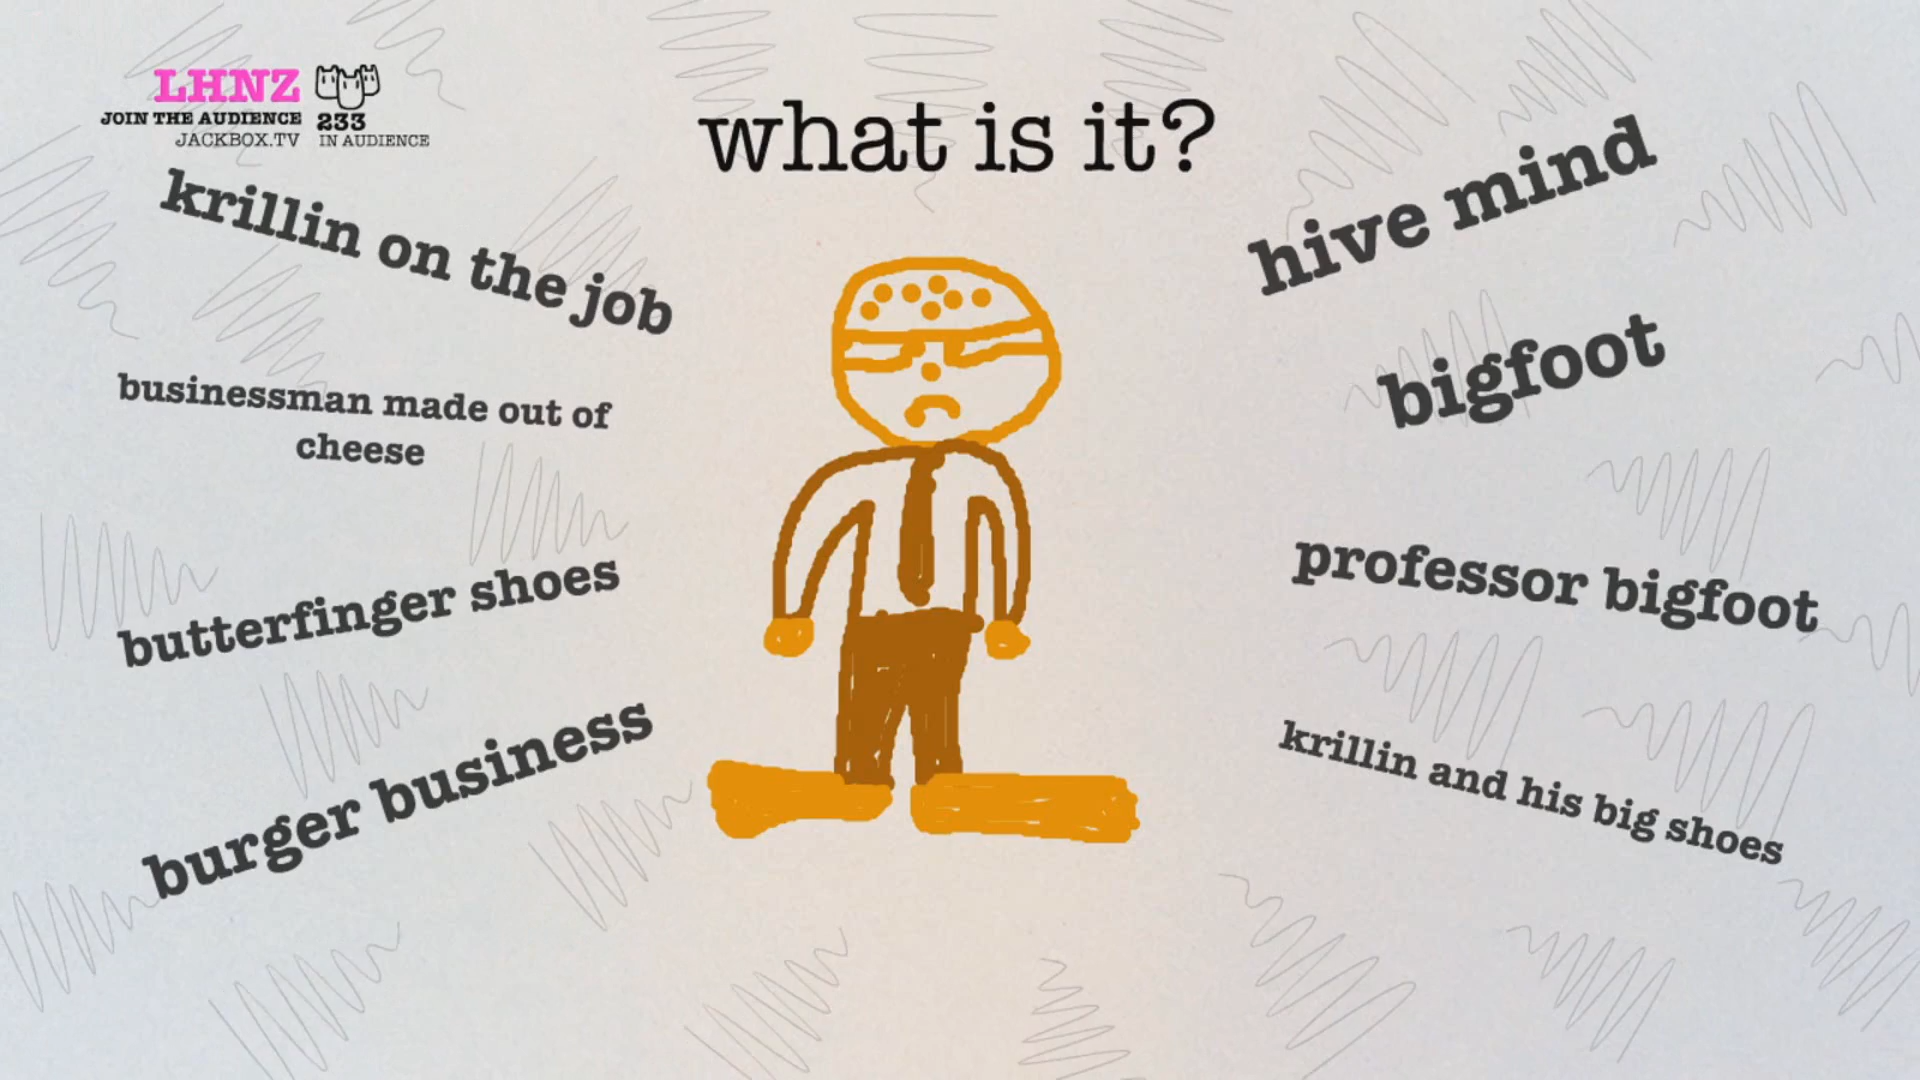 LHNZ
JOIN THE AUDIENCE
JACKBOX.TV
233
IN AUDIENCE
what is it?
krillin on the job
businessman made out of
cheese
butterfinger shoes
burger business
hive mind
bigfoot
professor bigfoot
krillin and his big shoes